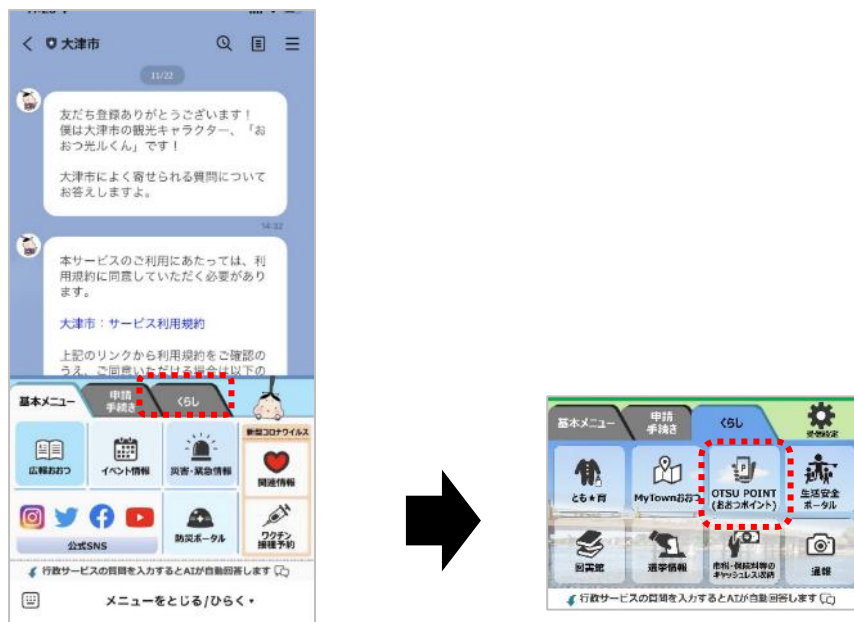 大津市
11/22
友だち登録ありがとうございます！
僕は大津市の観光キャラクター、「お
おつ光ルくん」です！
大津市によく寄せられる質問について
お答えしますよ。
14:32
本サービスのご利用にあたっては、利
用規約に同意していただく必要があり
ます。
大津市：サービス利用規約
上記のリンクから利用規約をご確認の
うえ、ご同意いただける場合は以下の
基本メニュー
申請
手続き
くらし
新型コロナウイルス
広報おおつ
イベント情報
災害・緊急情報
関連情報
公式SNS
防災ポータル
ワクチン
接種予約
行政サービスの質問を入力するとAIが自動回答します
メニューをとじる/ひらく
基本メニュー
申請
手続き
くらし
受信設定
とも★育
MyTownおおつ
OTSU POINT
(おおつポイント)
生活安全
ポータル
図書館
選挙情報
市税・保険料等の
キャッシュレス収納
通報
行政サービスの質問を入力するとAIが自動回答します